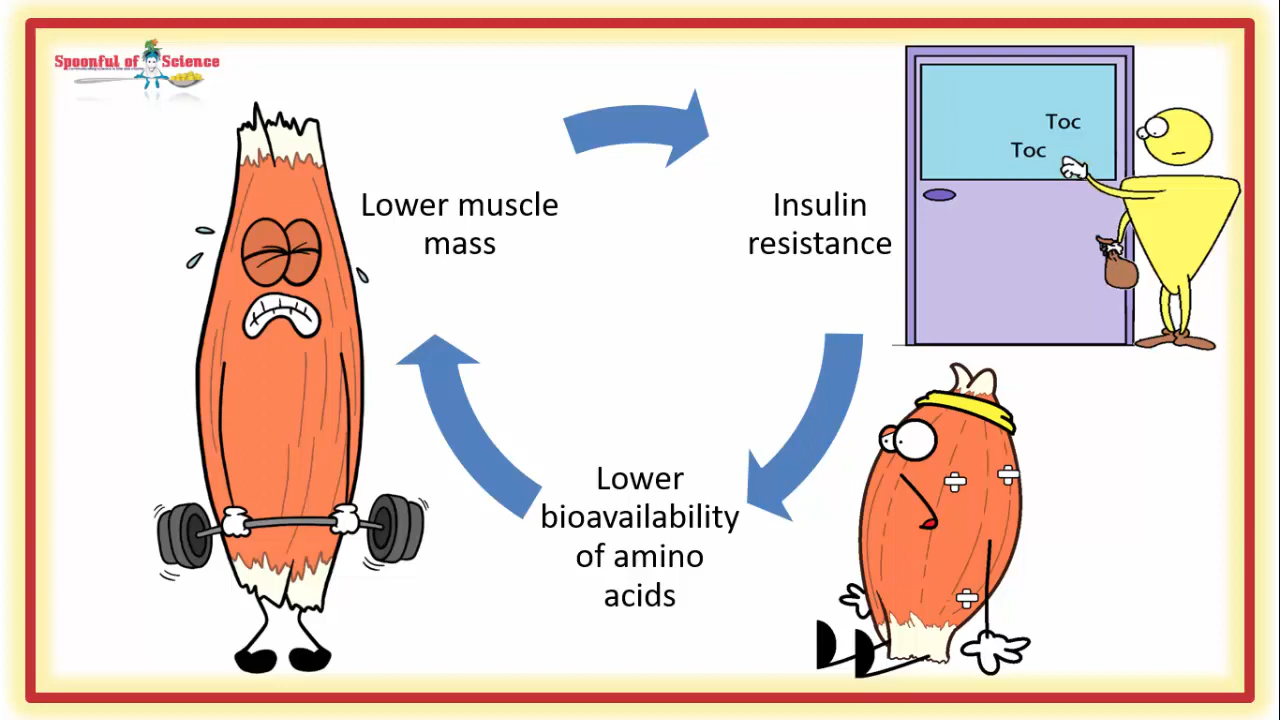 Spoonful of Science
Toc
Toc
Lower muscle
mass
Insulin
resistance
Lower
bioavailability
of amino
acids